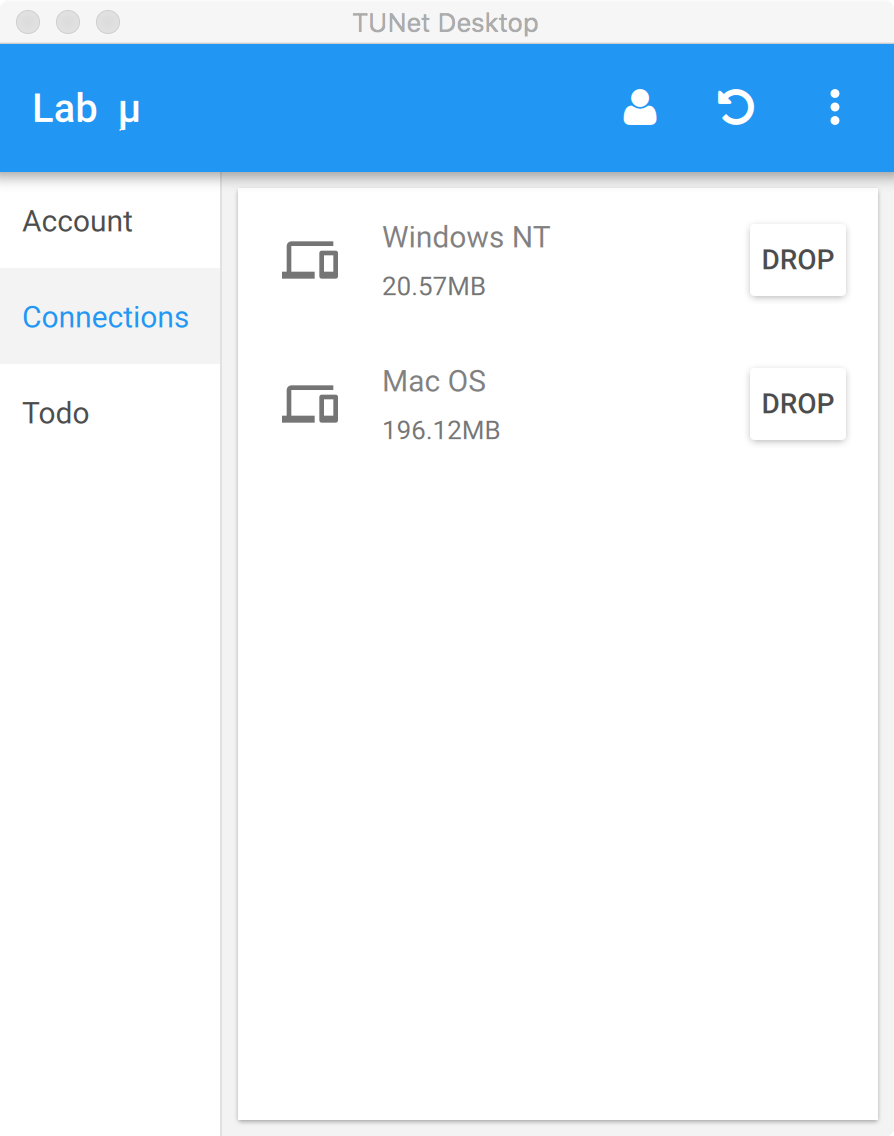 TUNet Desktop
Lab μ
Account
Connections
Todo
Windows NT
20.57MB
DROP
Mac OS
196.12MB
DROP